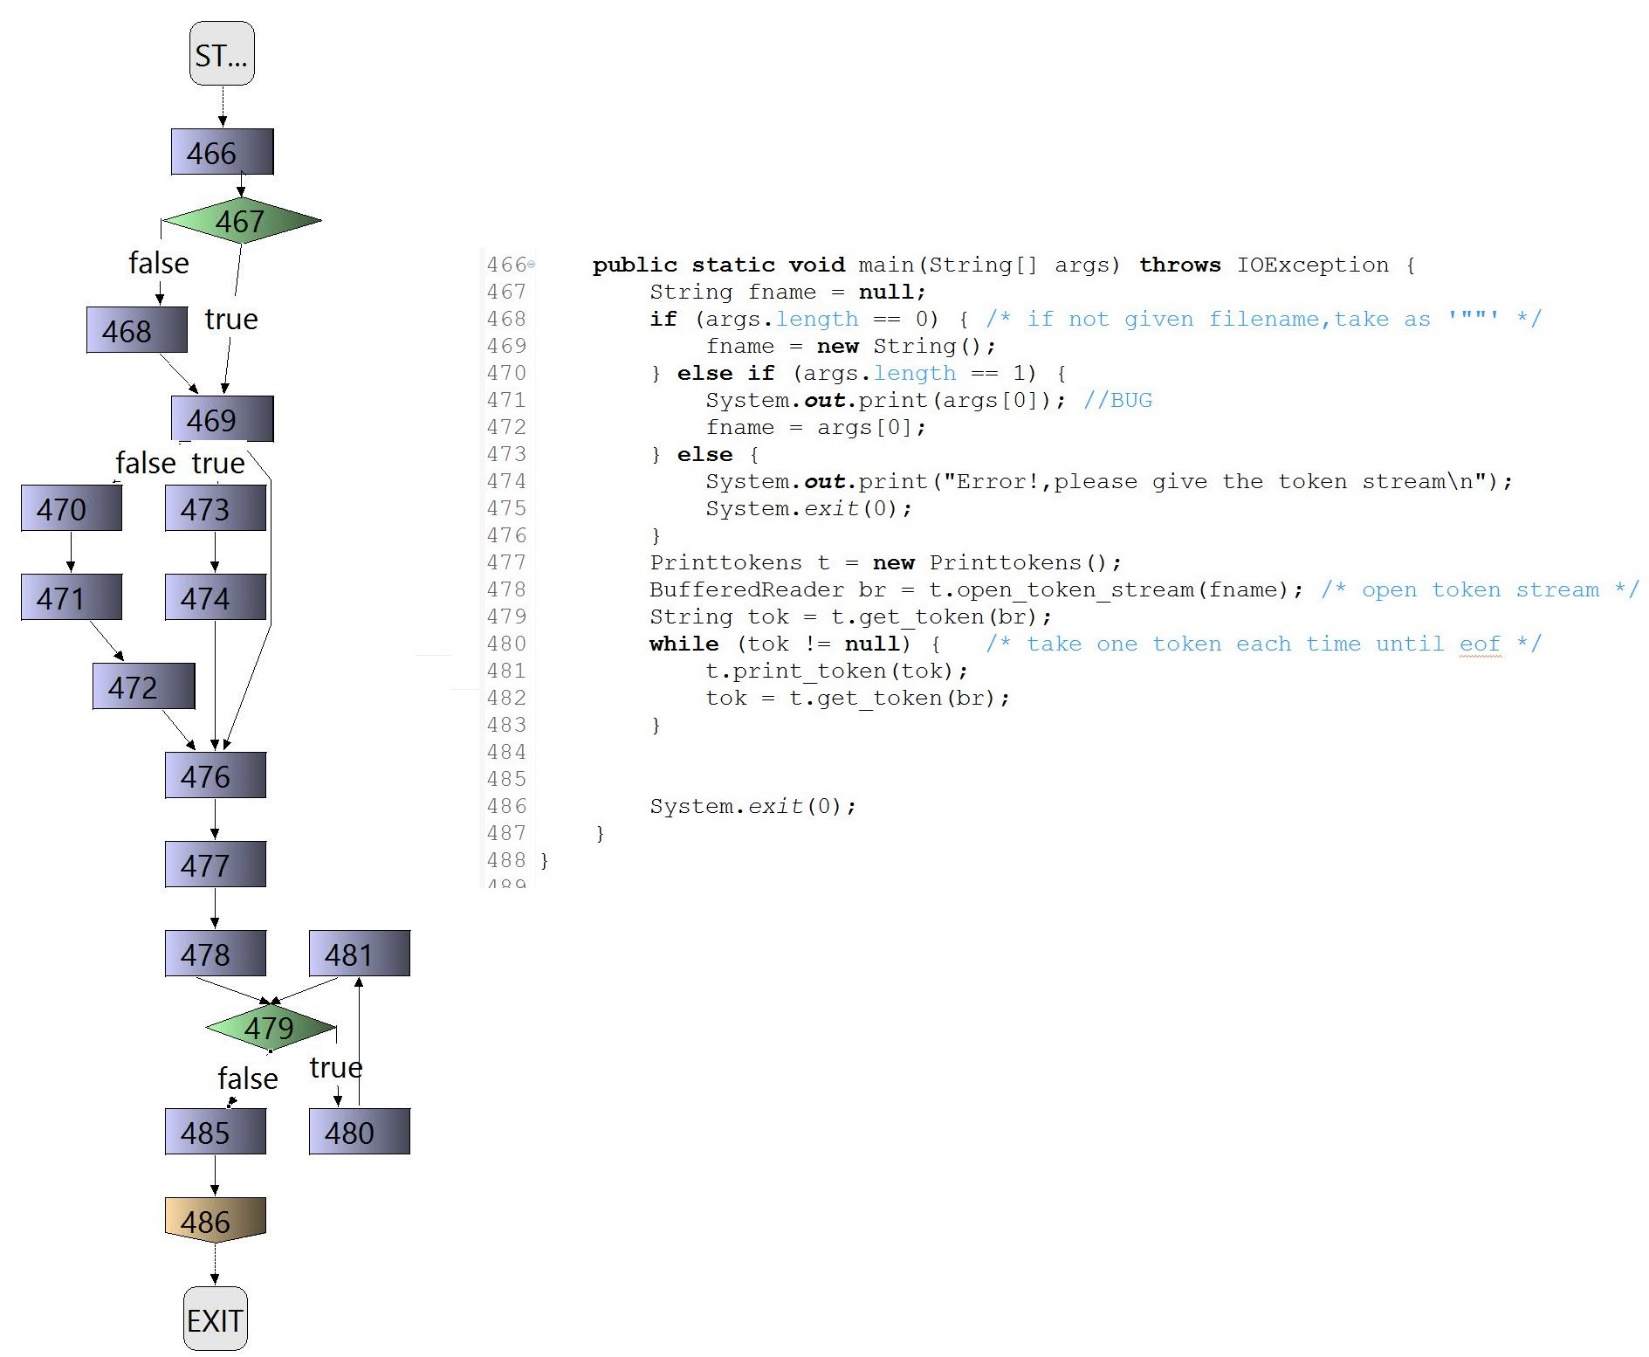 ST...
466
467
false
true
468
469
false true
470
473
471
474
472
476
477
478
481
479
false
true
485
480
486
EXIT
466 public static void main(String[] args) throws IOException {
467 String fname = null;
468 if (args.length == 0) { /* if not given filename,take as '""' */
469 fname = new String();
470 } else if (args.length == 1) {
471 System.out.print(args[0]); //BUG
472 fname = args[0];
473 } else {
474 System.out.print("Error!,please give the token stream\n");
475 System.exit(0);
476 }
477 Printtokens t = new Printtokens();
478 BufferedReader br = t.open_token_stream(fname); /* open token stream */
479 String tok = t.get_token(br);
480 while (tok != null) { /* take one token each time until eof */
481 t.print_token(tok);
482 tok = t.get_token(br);
483 }
484
485
486 System.exit(0);
487 }
488 }
489